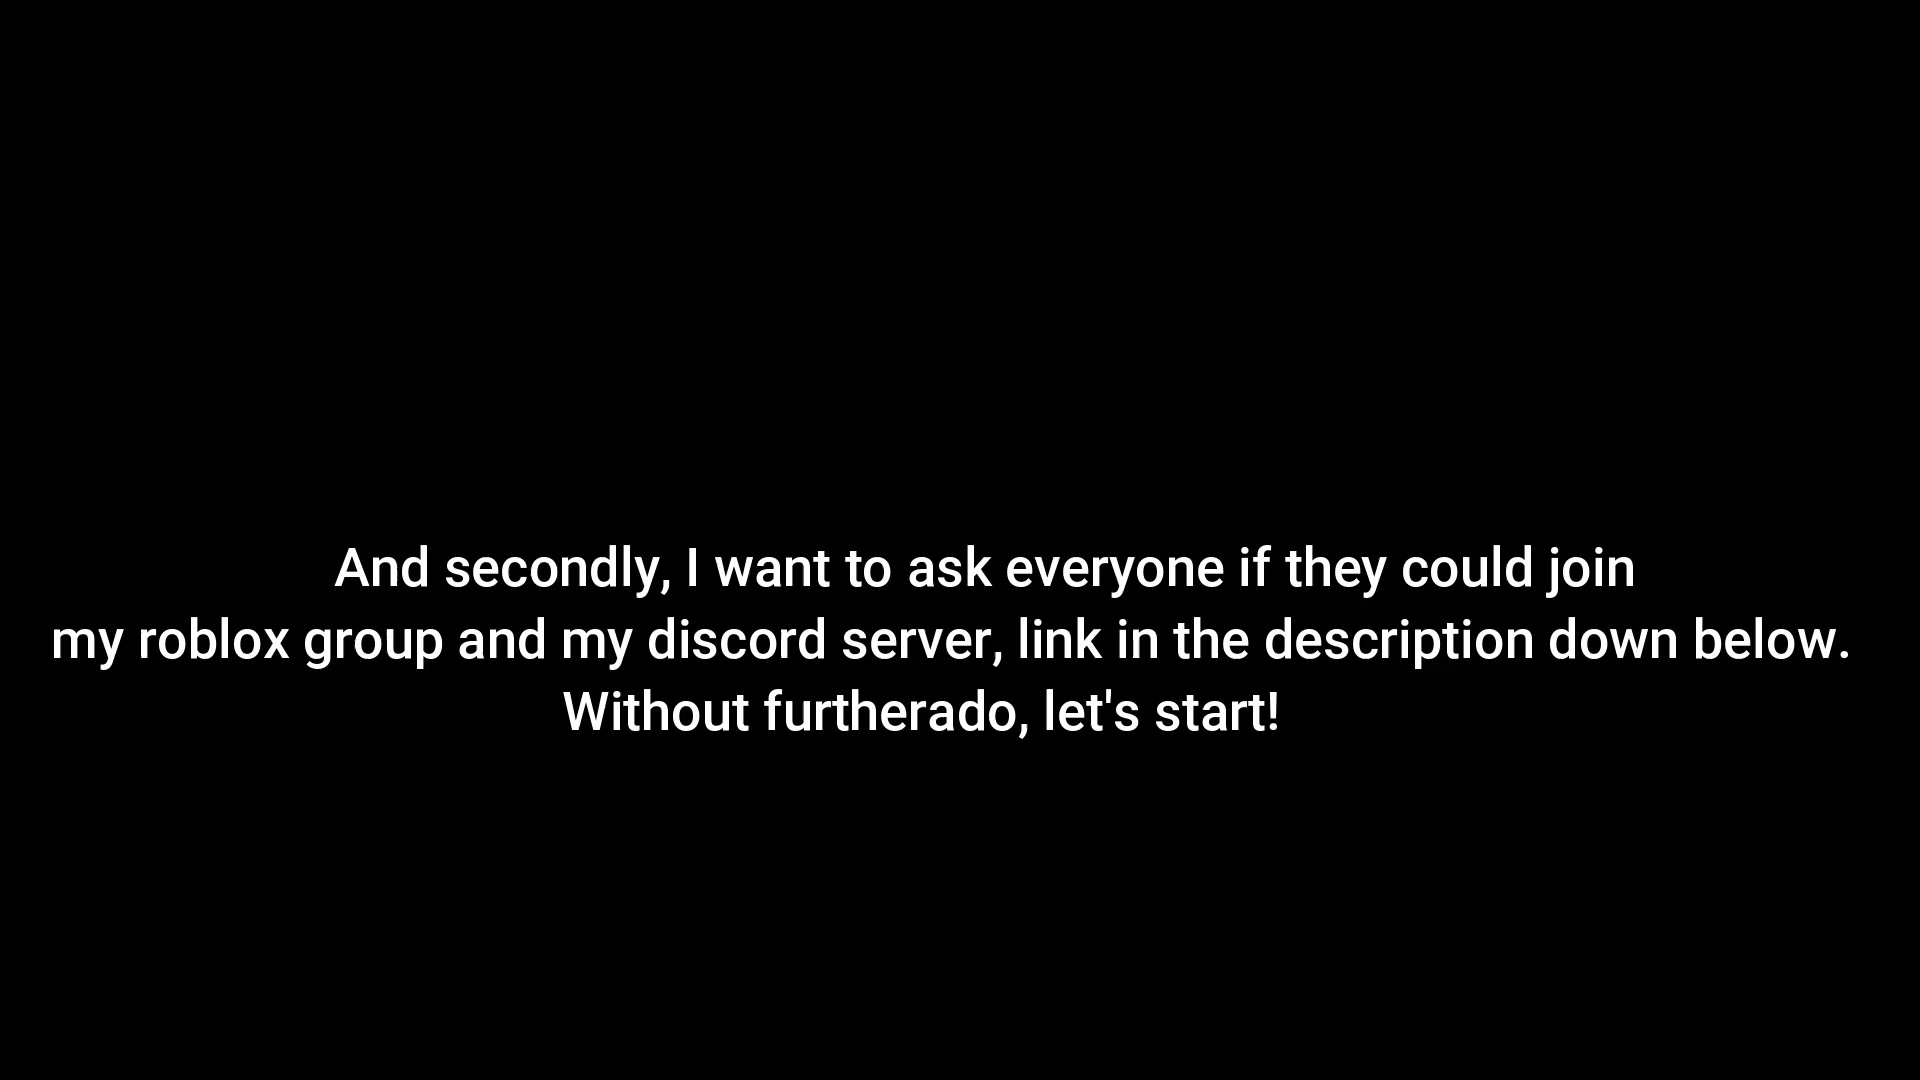 And secondly, I want to ask everyone if they could join
my roblox group and my discord server, link in the description down below.
Without furtherado, let's start!